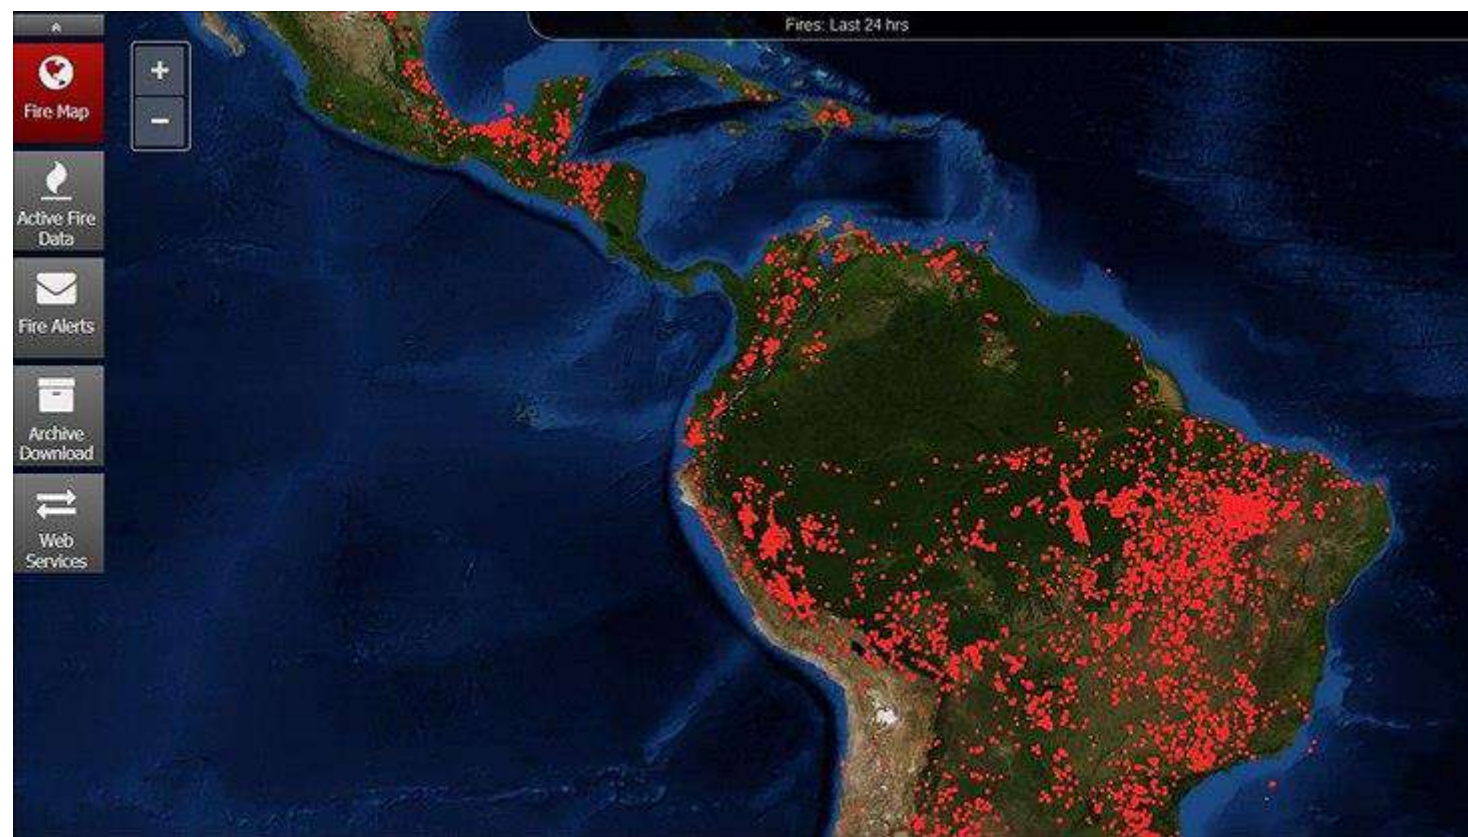 Fires: Last 24 hrs
Fire Map
+
−
Active Fire
Data
Fire Alerts
Archive
Download
Web
Services